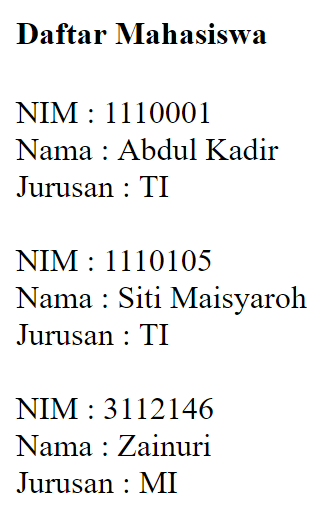 Daftar Mahasiswa
NIM : 1110001
Nama : Abdul Kadir
Jurusan : TI
NIM : 1110105
Nama : Siti Maisyaroh
Jurusan : TI
NIM : 3112146
Nama : Zainuri
Jurusan : MI